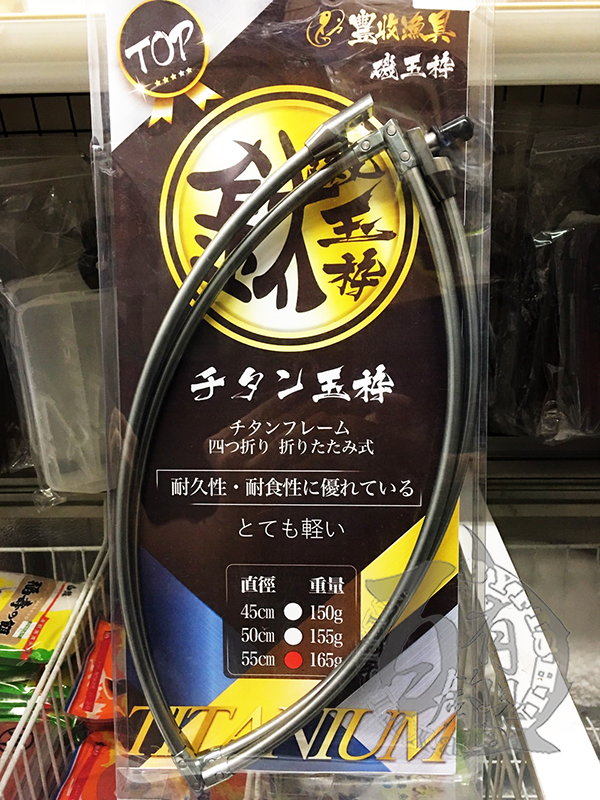 TOP
豐收漁具
磯玉枠
玉枠
チタン玉枠
チタンフレーム
四つ折り 折りたたみ式
耐久性・耐食性に優れている
とても軽い
直徑 重量
45cm 150g
50cm 155g
55cm 165g
TITANIUM